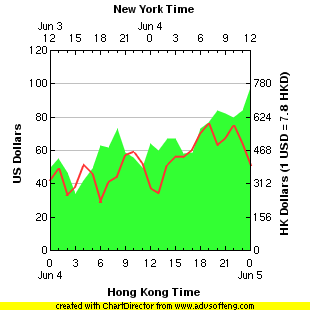 New York Time
Jun 3 Jun 4
12 15 18 21 0 3 6 9 12
US Dollars
120
100
80
60
40
20
0
780
624
468
312
156
0
HK Dollars (1 USD = 7.8 HKD)
0 3 6 9 12 15 18 21 0
Jun 4 Jun 5
Hong Kong Time
created with ChartDirector from www.advsofteng.com